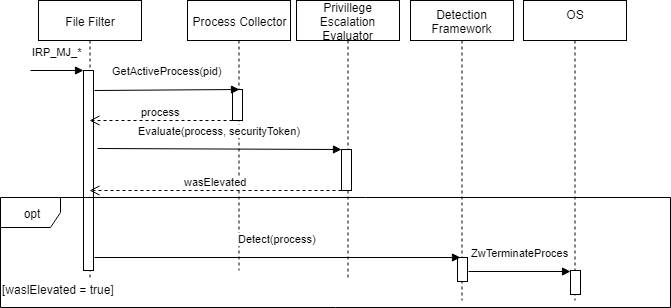 File Filter
Process Collector
Privillege
Escalation
Evaluator
Detection
Framework
OS
IRP_MJ_*
GetActiveProcess(pid)
process
Evaluate(process, securityToken)
wasElevated
opt
Detect(process)
ZwTerminateProces
[waslElevated = true]